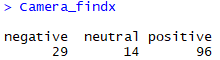 > Camera_findx
negative neutral positive
29 14 96